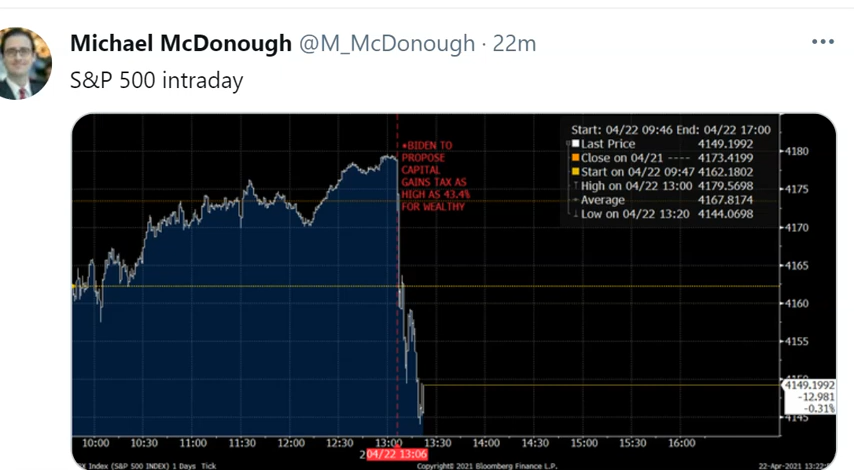 Michael McDonough @M_McDonough · 22m
S&P 500 intraday
Start: 04/22 09:46 End: 04/22 17:00
Last Price 4149.1992
Close on 04/21 ---- 4173.4199
Start on 04/22 09:47 4162.1802
High on 04/22 13:00 4179.5698
Average 4167.8174
Low on 04/22 13:20 4144.0698
*BIDEN TO
PROPOSE
CAPITAL
GAINS TAX AS
HIGH AS 43.4%
FOR WEALTHY
4180
4175
4170
4165
4160
4155
4149.1992
-12.981
-0.31%
4145
10:00 10:30 11:00 11:30 12:00 12:30 13:00 13:30 14:00 14:30 15:00 15:30 16:00
04/22 13:06
Index (S&P 500 INDEX) 1 Days Tick Copyright© 2021 Bloomberg Finance L.P. 22-Apr-2021 13:22